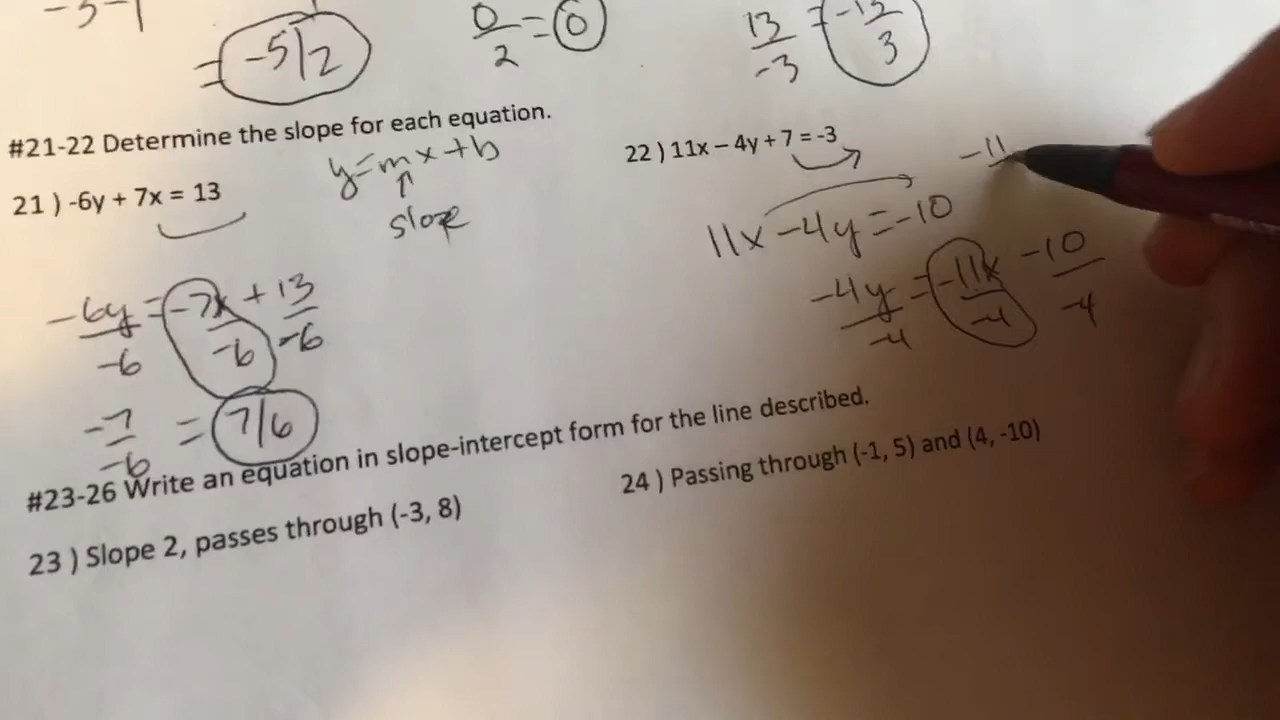 = -5/2
0/2 = 0
13/-3 = -13/3
#21-22 Determine the slope for each equation.
y=mx+b
slope
21 ) -6y + 7x = 13
-6y/-6 = -7x/-6 + 13/-6
-7/-6 = 7/6
22 ) 11x – 4y + 7 = -3
-11
11x -4y = -10
-4y/-4 = -11x/-4 -10/-4
#23-26 Write an equation in slope-intercept form for the line described.
23 ) Slope 2, passes through (-3, 8)
24 ) Passing through (-1, 5) and (4, -10)